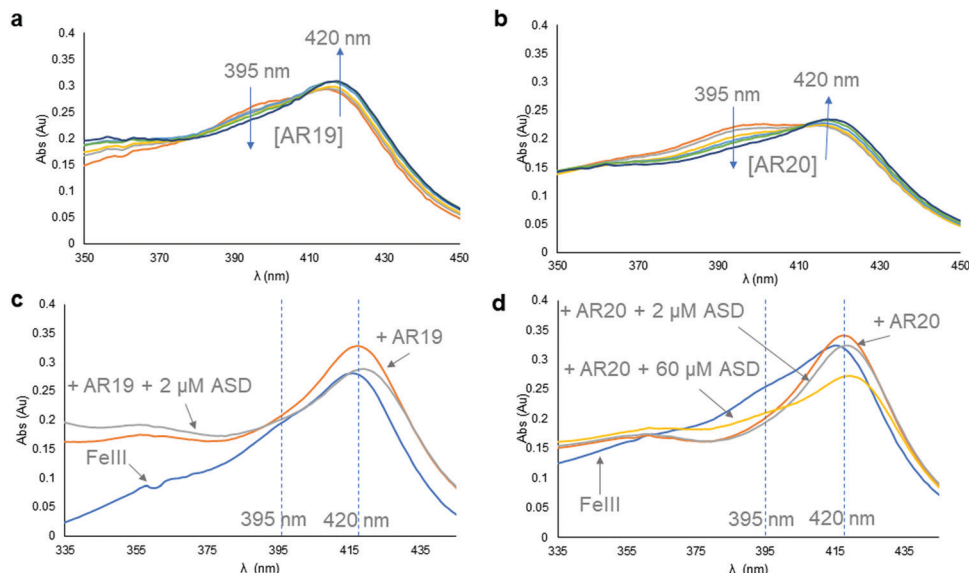 a
0.4
0.35
0.3
0.25
0.2
0.15
0.1
0.05
0
Abs (Au)
395 nm
420 nm
[AR19]
350
370
390
410
430
450
λ (nm)
b
0.4
0.35
0.3
0.25
0.2
0.15
0.1
0.05
0
Abs (Au)
395 nm
420 nm
[AR20]
350
370
390
410
430
450
λ (nm)
c
0.4
0.35
0.3
0.25
0.2
0.15
0.1
0.05
0
Abs (Au)
+ AR19
+ AR19 + 2 µM ASD
FeIII
395 nm
420 nm
335
355
375
395
415
435
λ (nm)
d
0.4
0.35
0.3
0.25
0.2
0.15
0.1
0.05
0
Abs (Au)
+ AR20 + 2 µM ASD
+ AR20
+ AR20 + 60 µM ASD
FeIII
395 nm
420 nm
335
355
375
395
415
435
λ (nm)